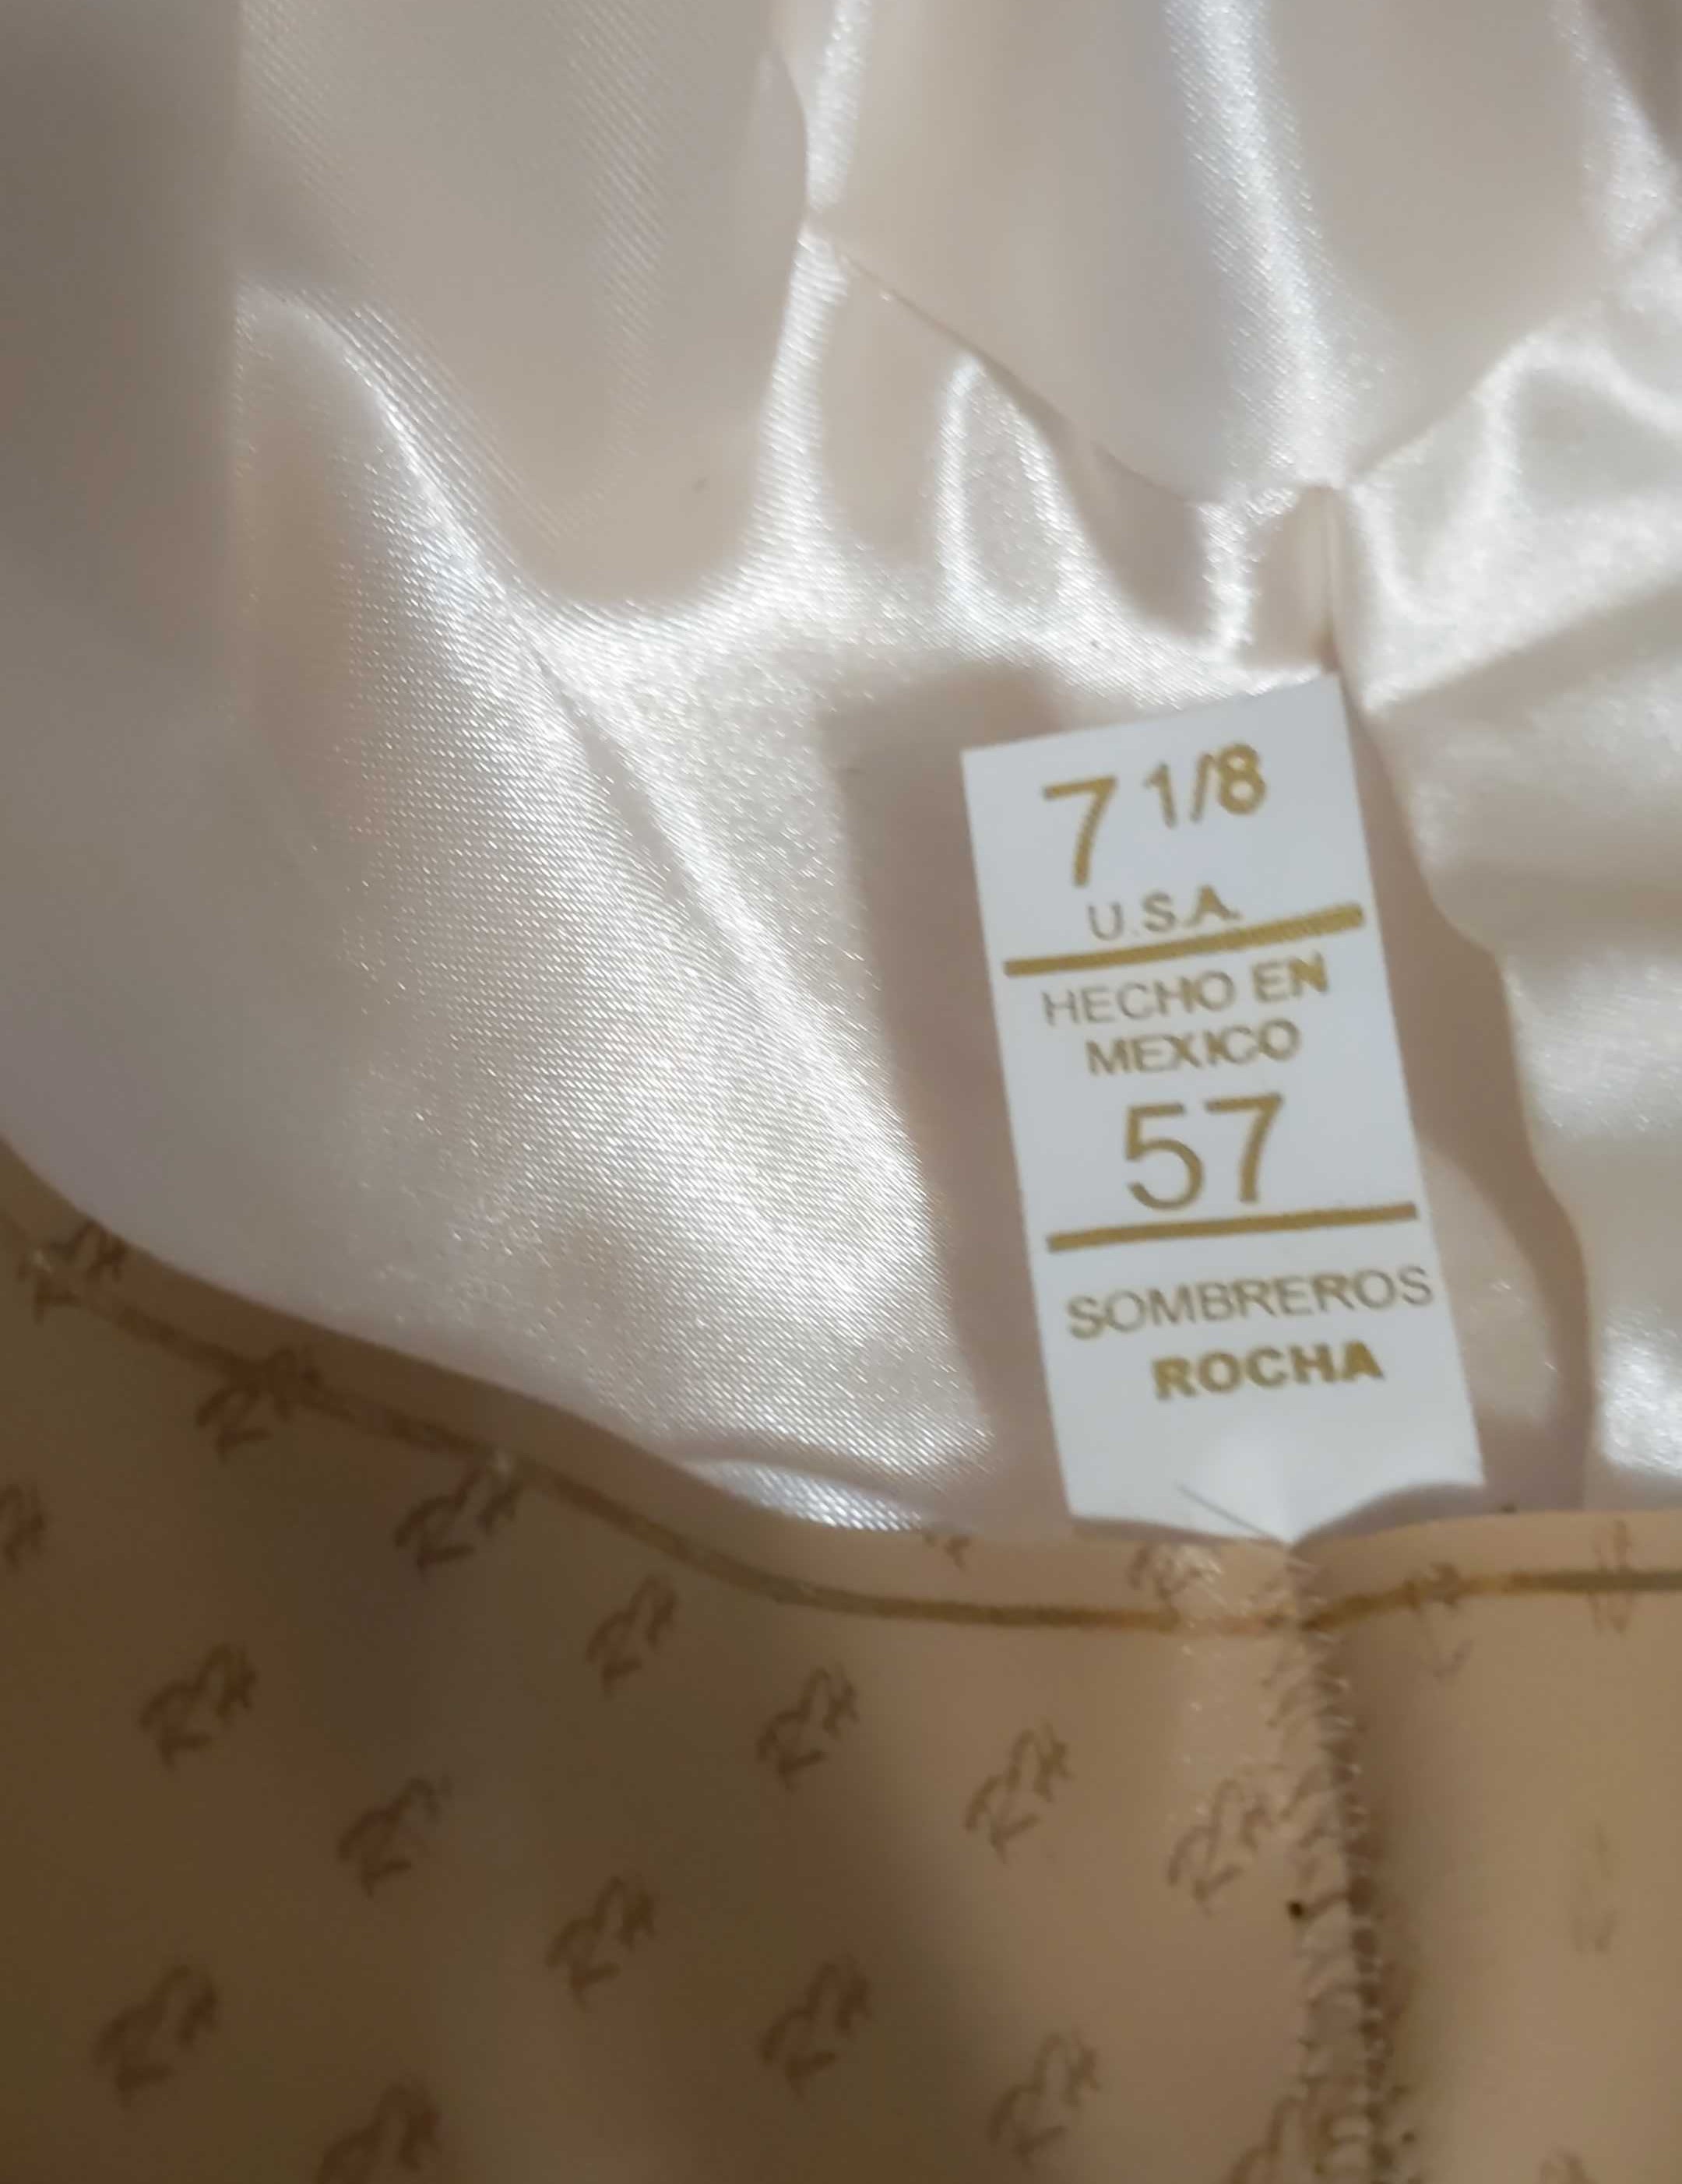 7 1/8
U.S.A.
HECHO EN
MEXICO
57
SOMBREROS
ROCHA